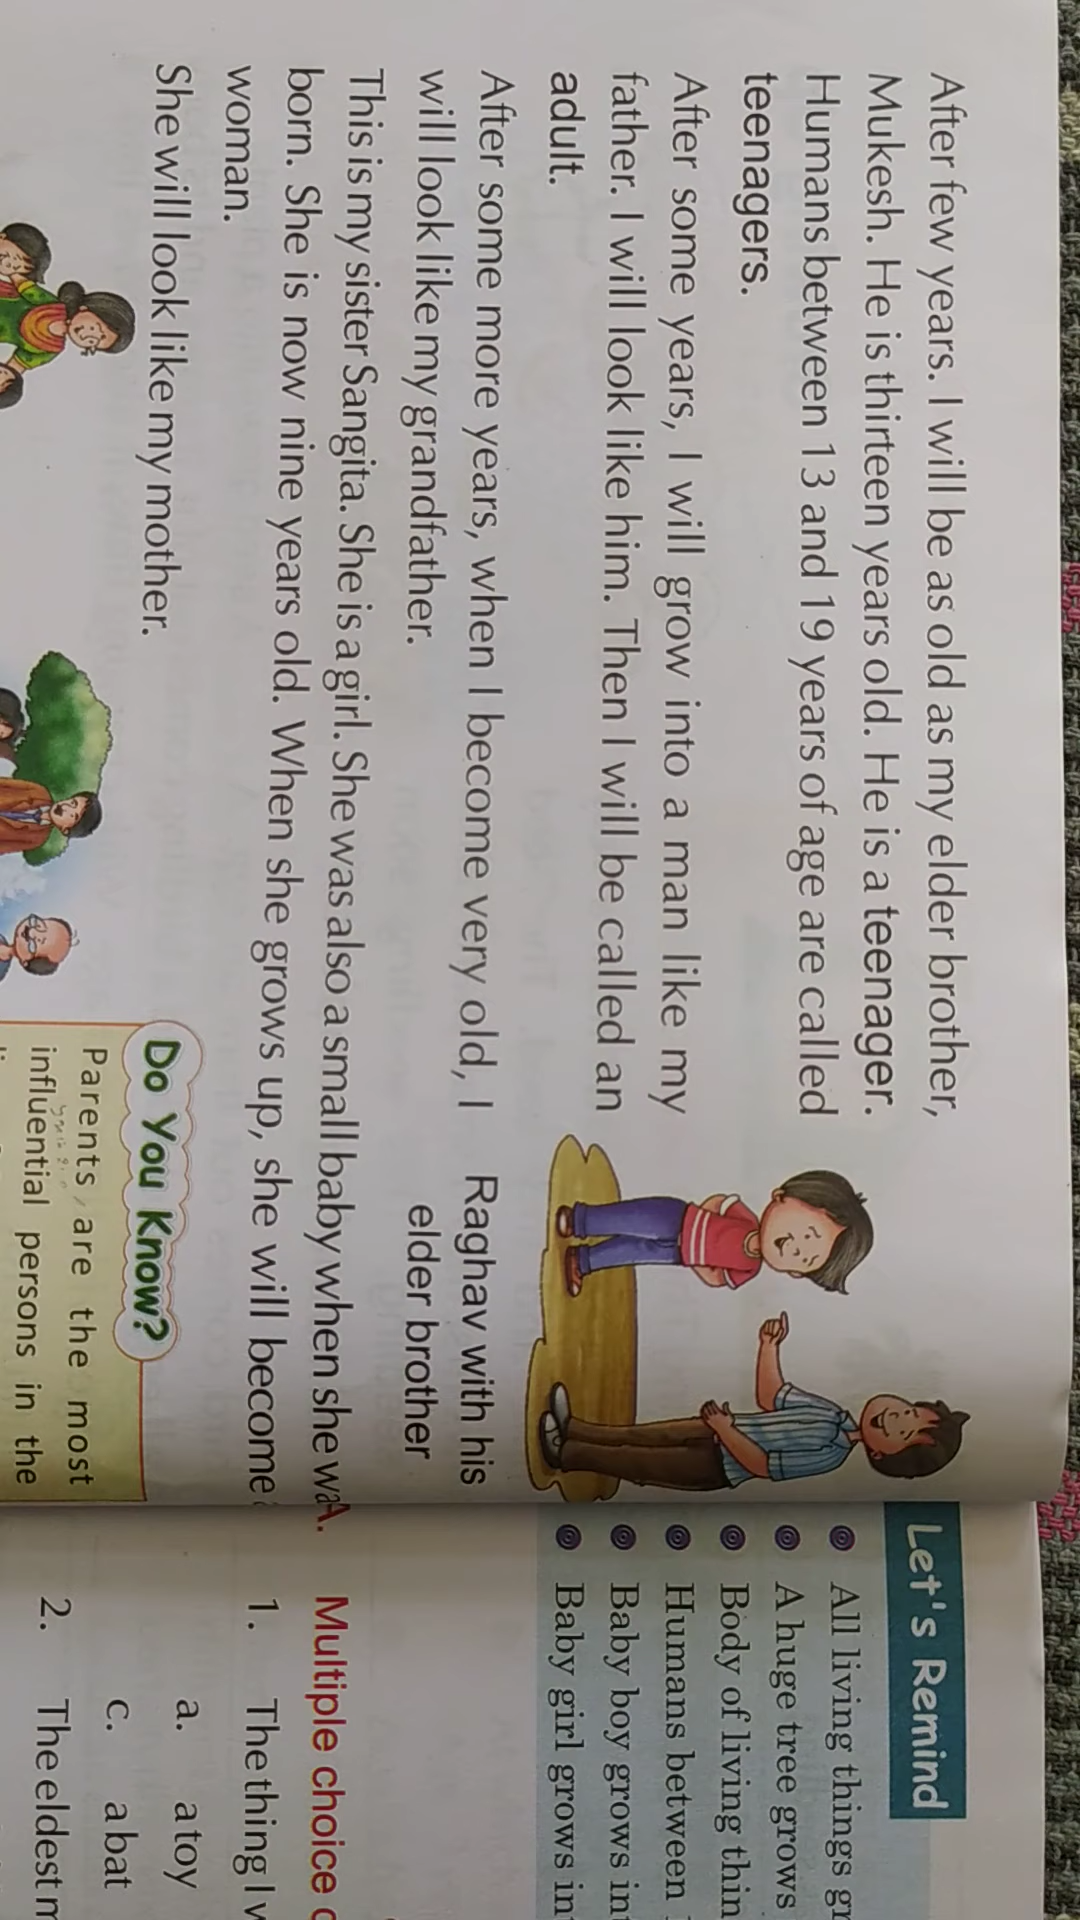 After few years. I will be as old as my elder brother,
Mukesh. He is thirteen years old. He is a teenager.
Humans between 13 and 19 years of age are called
teenagers.
After some years, I will grow into a man like my
father. I will look like him. Then I will be called an
adult.
After some more years, when I become very old, I
will look like my grandfather.
Raghav with his
elder brother
This is my sister Sangita. She is a girl. She was also a small baby when she wa
born. She is now nine years old. When she grows up, she will become
woman.
She will look like my mother.
Do You Know?
Parents are the most
influential persons in the
Let's Remind
All living things gr
A huge tree grows
Body of living thin
Humans between
Baby boy grows in
Baby girl grows in
A. Multiple choice
1. The thing I w
a. a toy
c. a bat
2. The eldest m